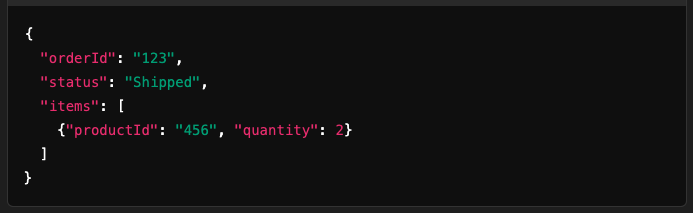 {
  "orderId": "123",
  "status": "Shipped",
  "items": [
    {"productId": "456", "quantity": 2}
  ]
}